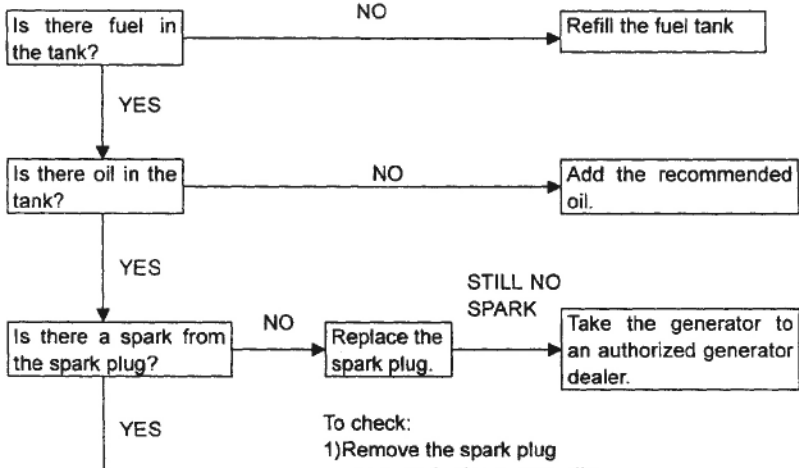 Is there fuel in
the tank?
NO
Refill the fuel tank
YES
Is there oil in the
tank?
NO
Add the recommended
oil.
YES
Is there a spark from
the spark plug?
NO
Replace the
spark plug.
STILL NO
SPARK
Take the generator to
an authorized generator
dealer.
YES
To check:
1)Remove the spark plug